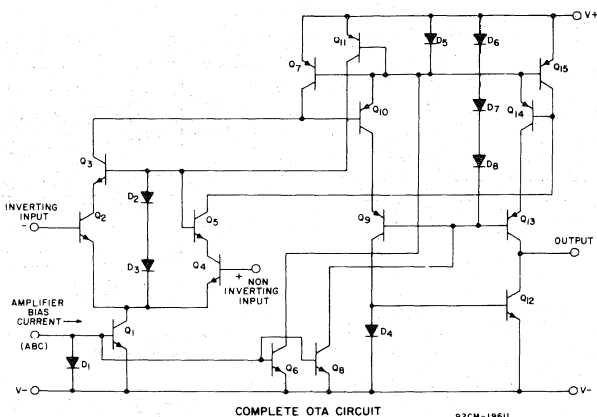 V+
Q11
D5
D6
Q7
Q15
Q10
D7
Q14
Q3
D2
D8
INVERTING
INPUT
-
Q2
Q5
Q9
Q13
OUTPUT
D3
Q4
+
NON
INVERTING
INPUT
AMPLIFIER
BIAS
CURRENT →
(ABC)
Q1
D4
Q12
D1
Q6
Q8
V-
V-
COMPLETE OTA CIRCUIT
92CM-19611